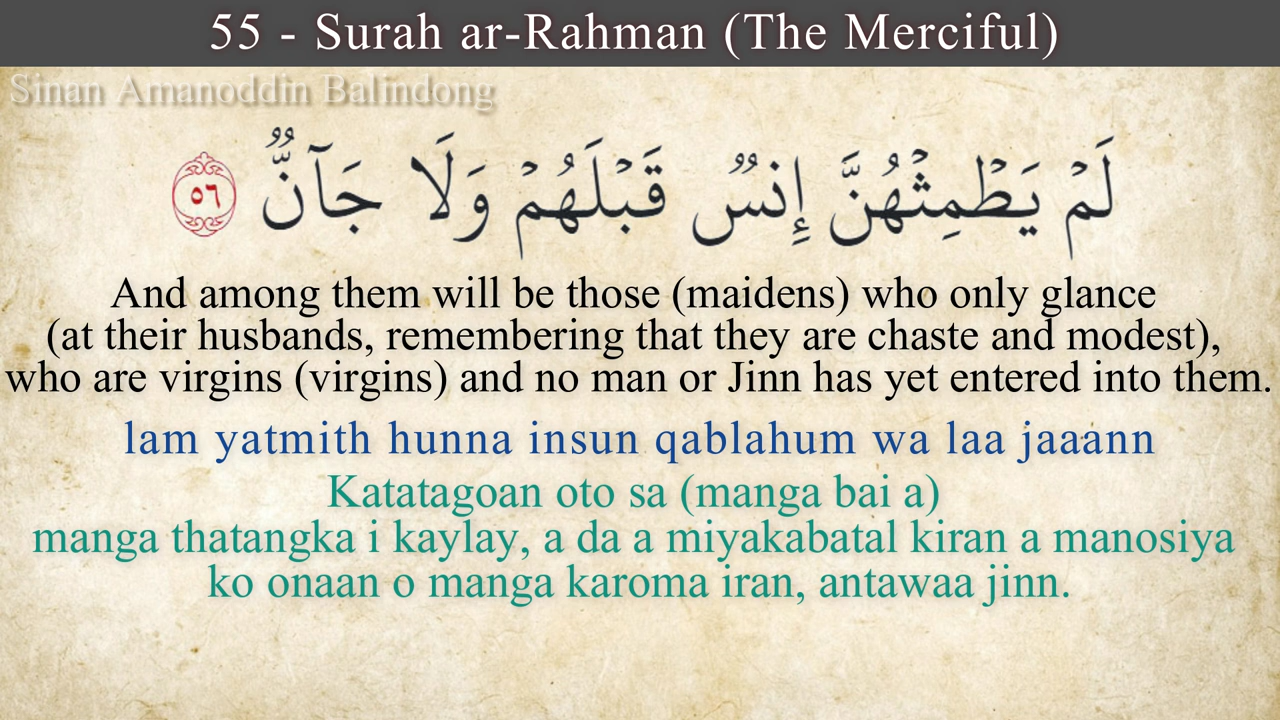 55 - Surah ar-Rahman (The Merciful)
Sinan Amanoddin Balindong
لَمۡ يَطۡمِثۡهُنَّ إِنسٞ قَبۡلَهُمۡ وَلَا جَآنّٞ ٥٦
And among them will be those (maidens) who only glance
(at their husbands, remembering that they are chaste and modest),
who are virgins (virgins) and no man or Jinn has yet entered into them.
lam yatmith hunna insun qablahum wa laa jaaann
Katatagoan oto sa (manga bai a)
manga thatangka i kaylay, a da a miyakabatal kiran a manosiya
ko onaan o manga karoma iran, antawaa jinn.